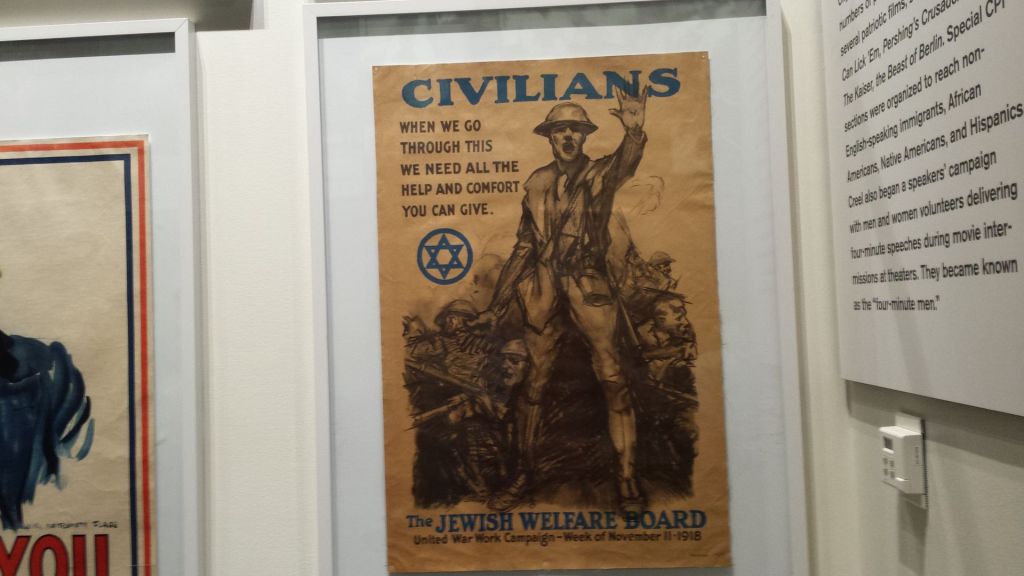 CIVILIANS
WHEN WE GO
THROUGH THIS
WE NEED ALL THE
HELP AND COMFORT
YOU CAN GIVE.
The JEWISH WELFARE BOARD
United War Work Campaign - Week of November 11 - 1918
YOU
numbers of
several patriotic films,
Can Lick 'Em, Pershing's Crusaders
The Kaiser, the Beast of Berlin. Special CPI
sections were organized to reach non-
English-speaking immigrants, African
Americans, Native Americans, and Hispanics
Creel also began a speakers' campaign
with men and women volunteers delivering
four-minute speeches during movie inter-
missions at theaters. They became known
as the "four-minute men."